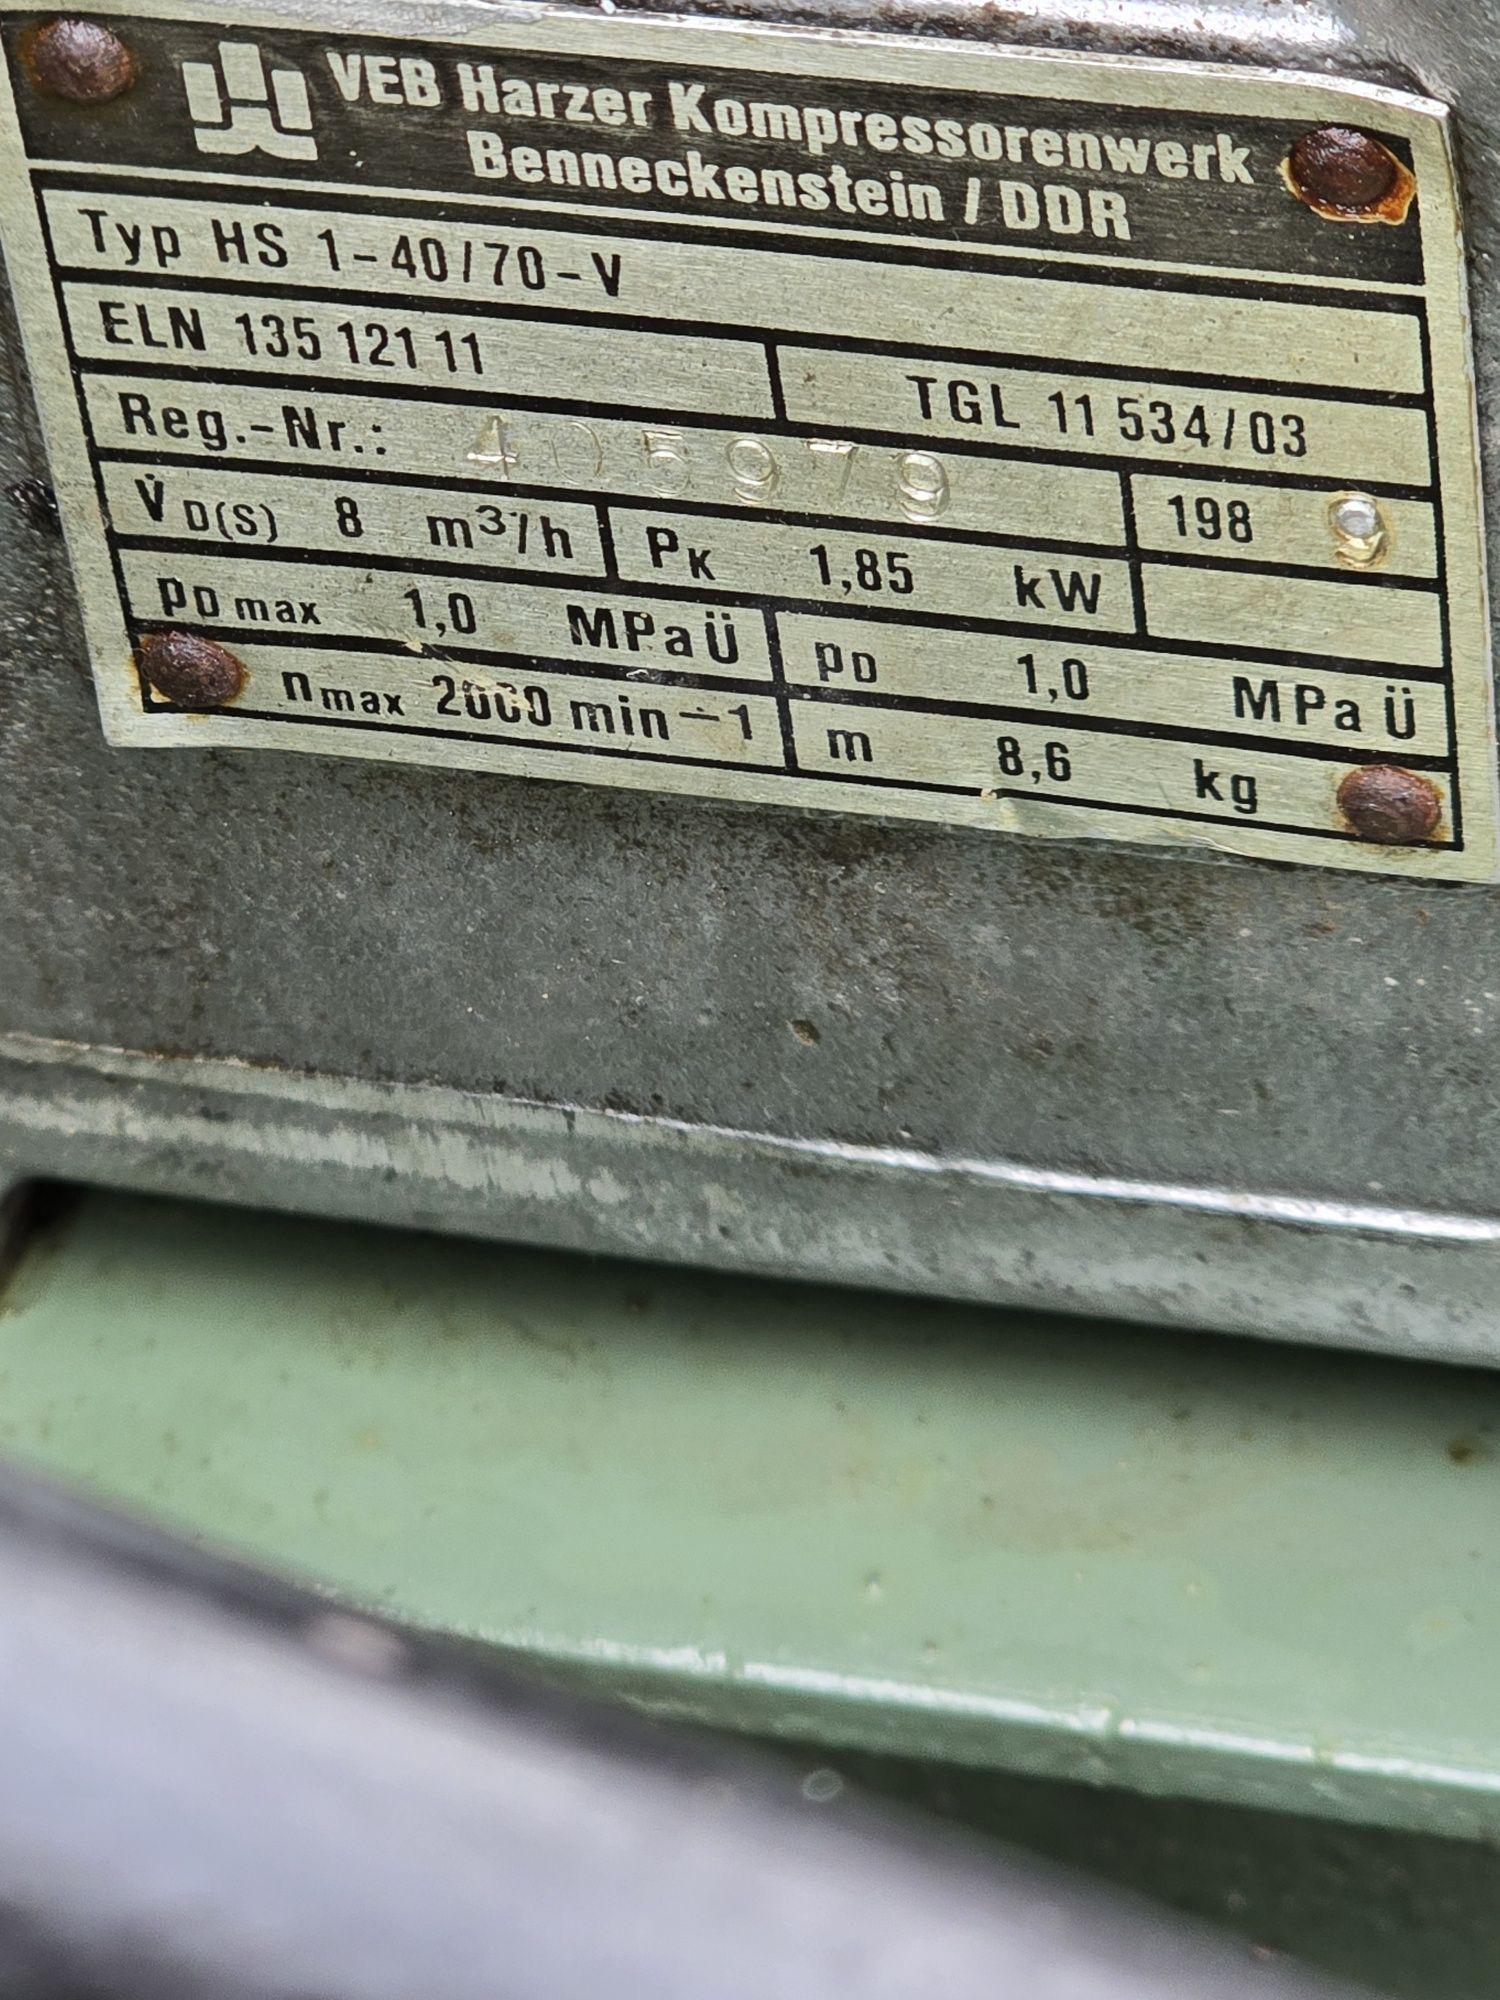 VEB Harzer Kompressorenwerk
Benneckenstein / DDR
Typ HS 1-40/70-V
ELN 135 121 11
TGL 11 534/03
Reg.-Nr.: 405979
198 9
V̇ D(S) 8 m³/h
PK 1,85 kW
pD max 1,0 MPaÜ
pD 1,0 MPaÜ
nmax 2000 min−1
m 8,6 kg